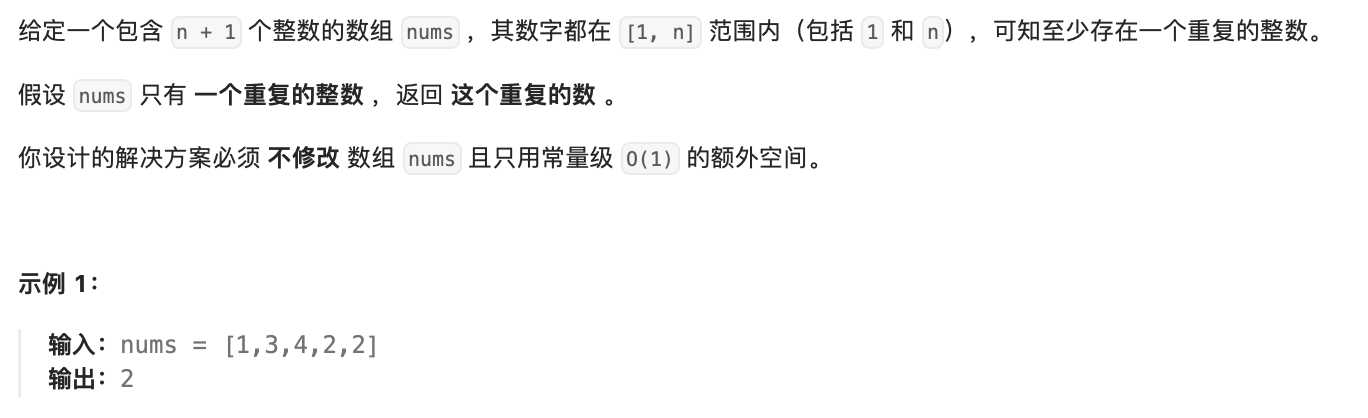 给定一个包含 n + 1 个整数的数组 nums ，其数字都在 [1, n] 范围内（包括 1 和 n），可知至少存在一个重复的整数。
假设 nums 只有 一个重复的整数 ，返回 这个重复的数 。
你设计的解决方案必须 不修改 数组 nums 且只用常量级 O(1) 的额外空间。
示例 1：
输入：nums = [1,3,4,2,2]
输出：2